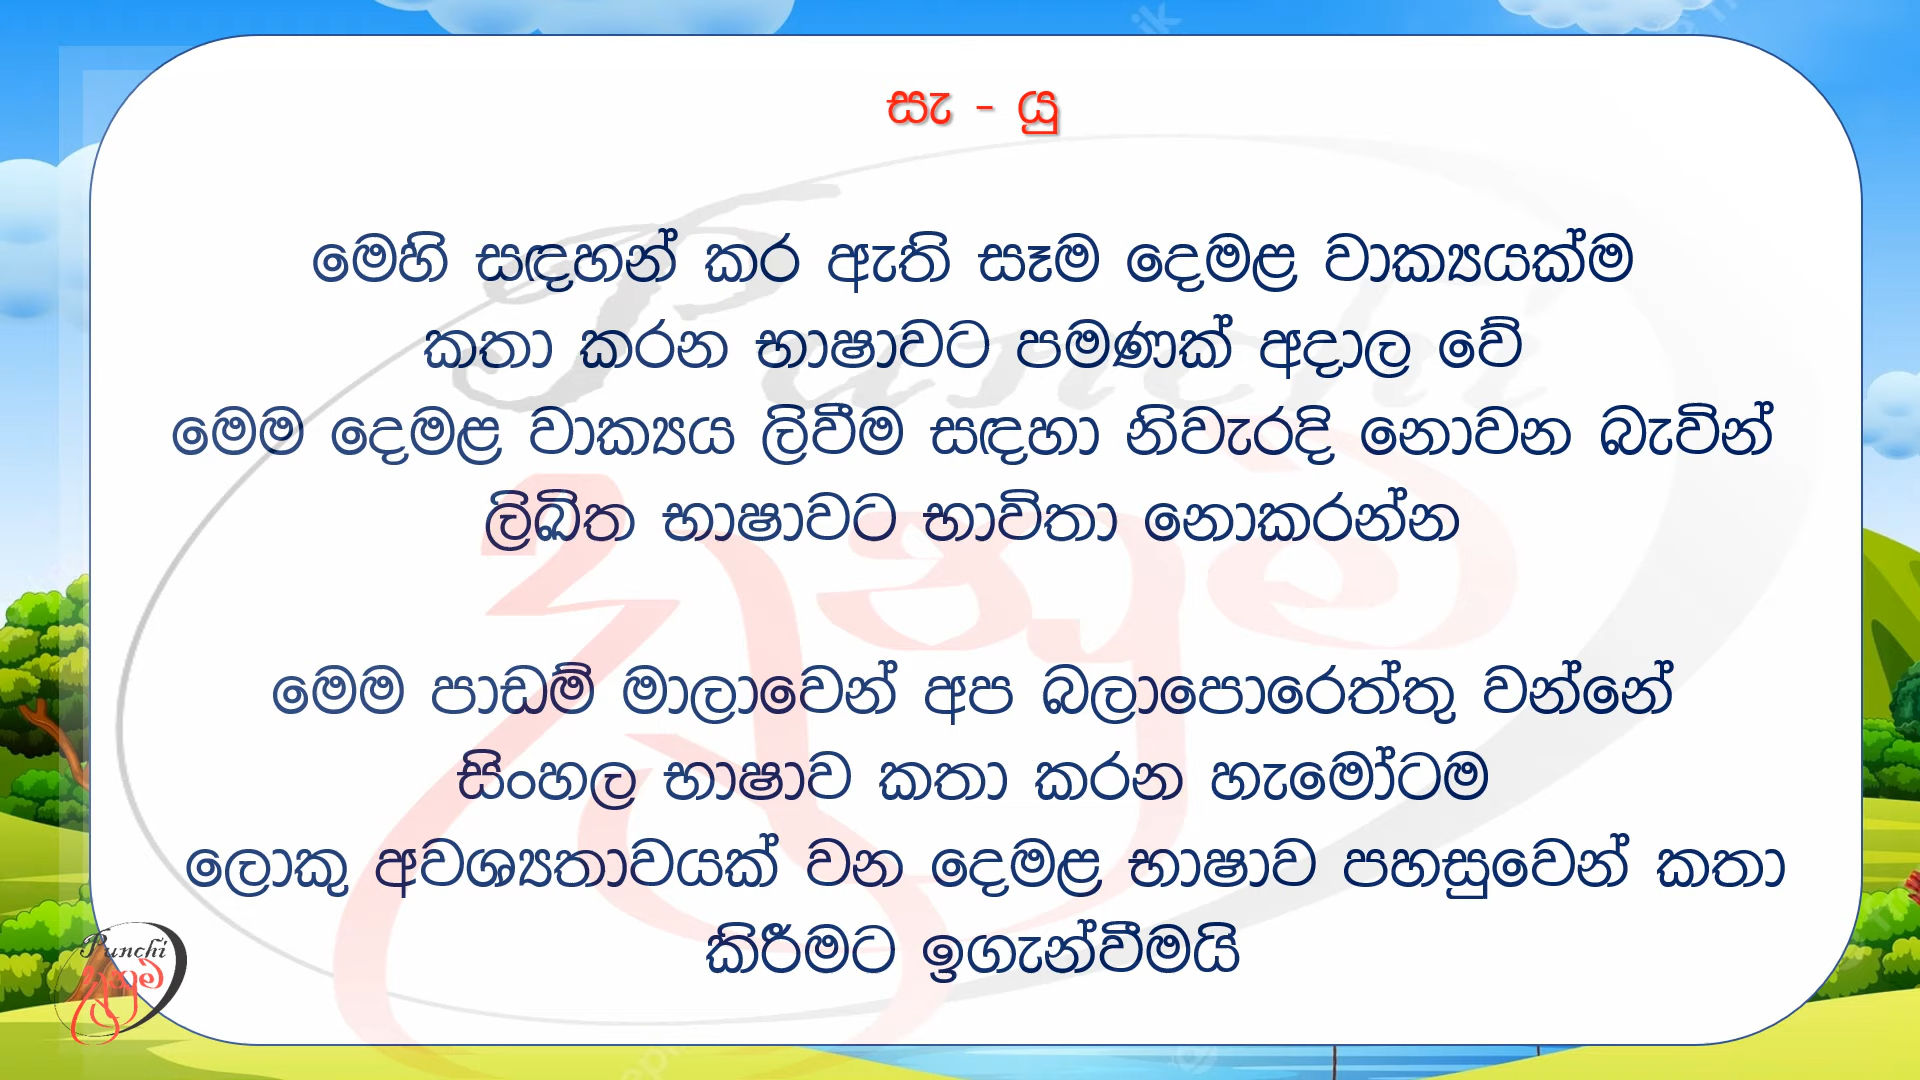 සැ - යු
මෙහි සඳහන් කර ඇති සෑම දෙමළ වාක්‍යයක්ම
කතා කරන භාෂාවට පමණක් අදාල වේ
මෙම දෙමළ වාක්‍යය ලිවීම සඳහා නිවැරදි නොවන බැවින්
ලිඛිත භාෂාවට භාවිතා නොකරන්න
මෙම පාඩම් මාලාවෙන් අප බලාපොරෙත්තු වන්නේ
සිංහල භාෂාව කතා කරන හැමෝටම
ලොකු අවශ්‍යතාවයක් වන දෙමළ භාෂාව පහසුවෙන් කතා
කිරීමට ඉගැන්වීමයි
Punchi